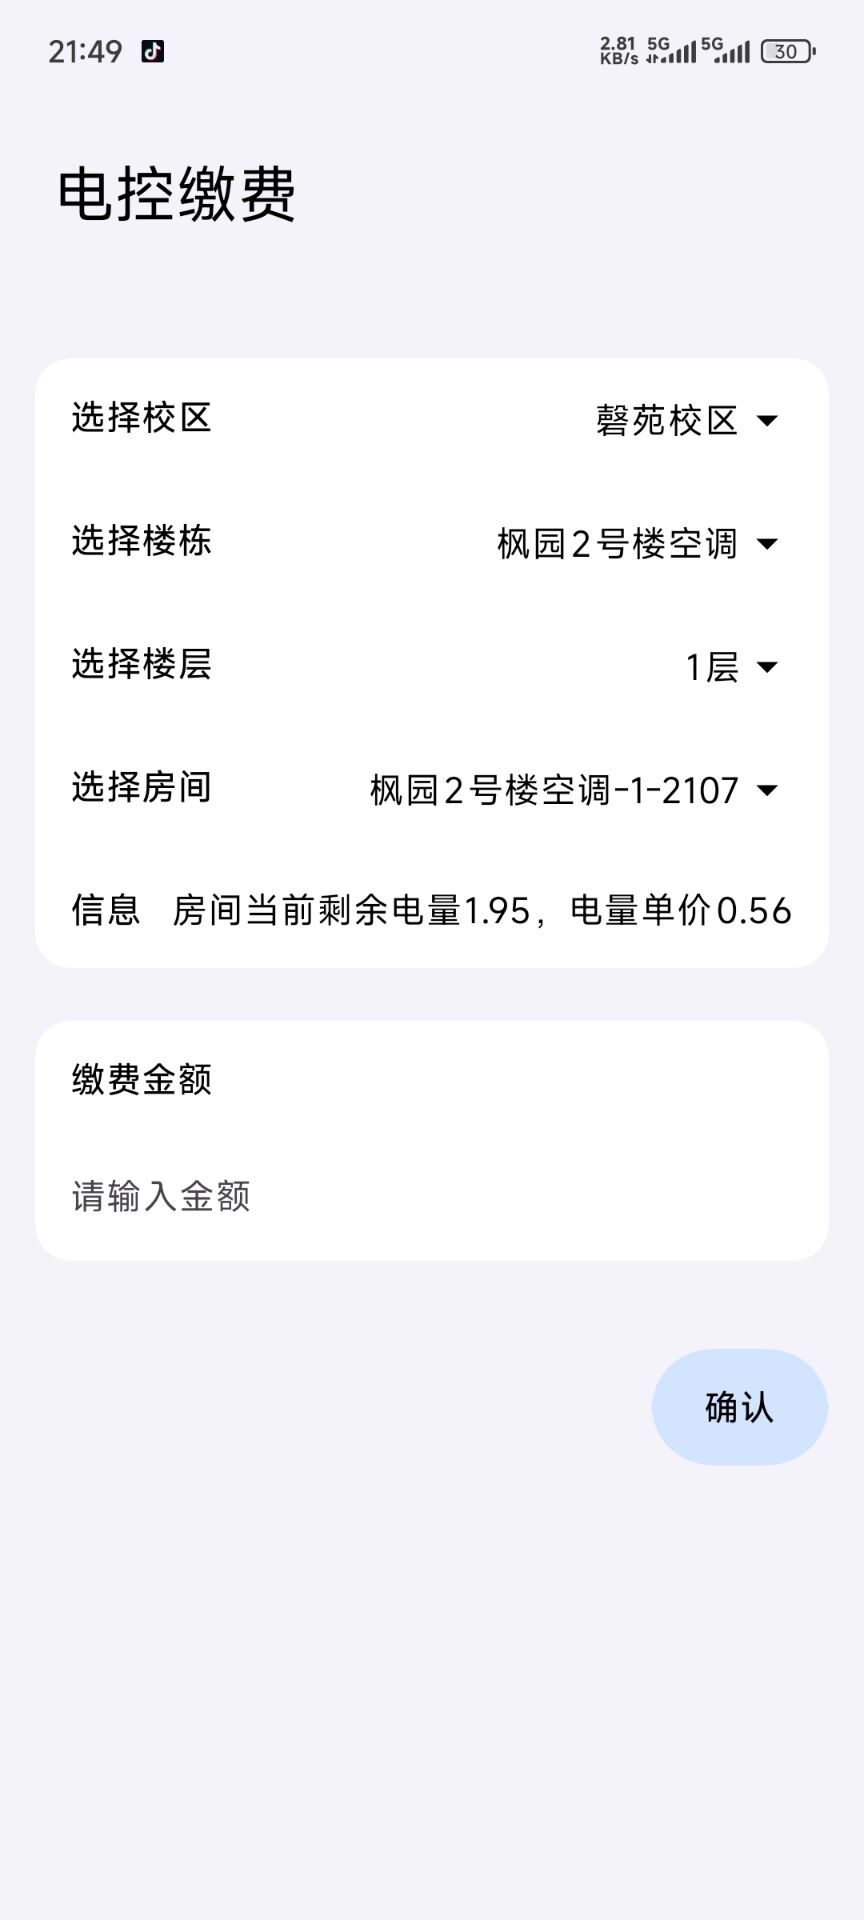 21:49 2.81 KB/s 5G 5G 30
电控缴费
选择校区 磬苑校区
选择楼栋 枫园2号楼空调
选择楼层 1层
选择房间 枫园2号楼空调-1-2107
信息 房间当前剩余电量1.95，电量单价0.56
缴费金额
请输入金额
确认